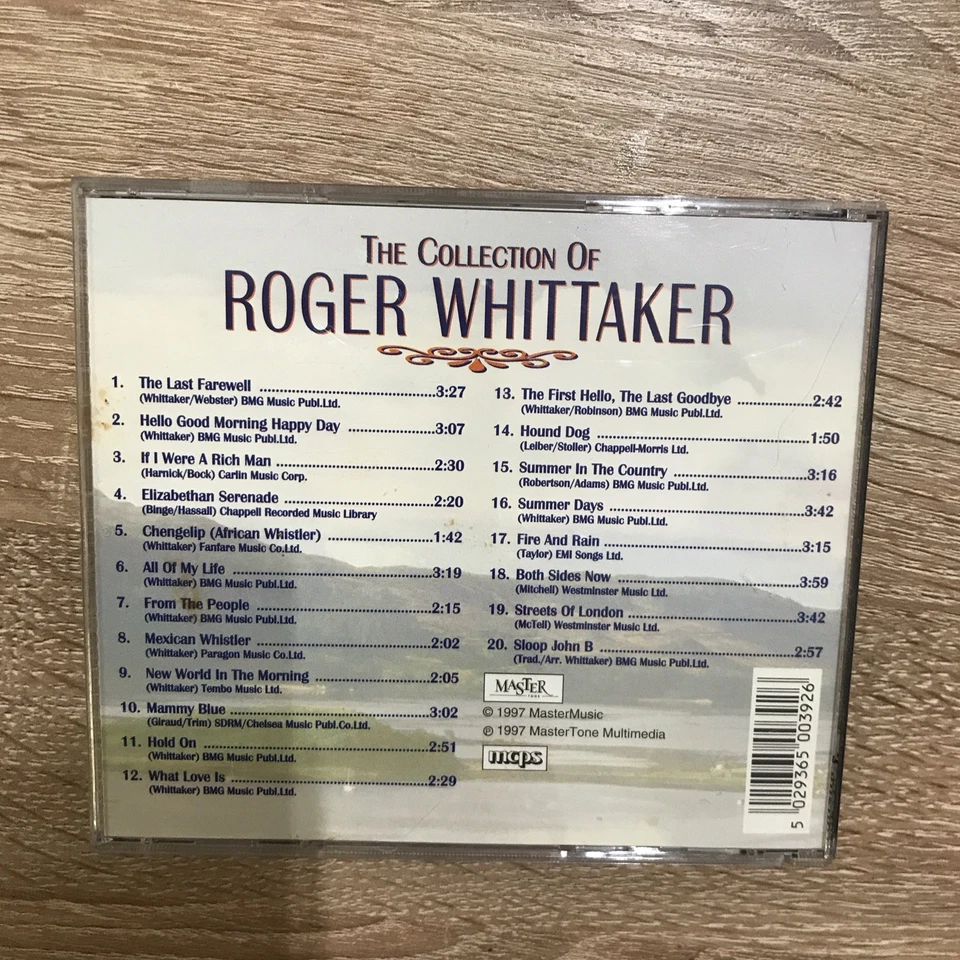 THE COLLECTION OF
ROGER WHITTAKER
1. The Last Farewell ..........3:27
(Whittaker/Webster) BMG Music Publ.Ltd.
2. Hello Good Morning Happy Day ..........3:07
(Whittaker) BMG Music Publ.Ltd.
3. If I Were A Rich Man ..........2:30
(Harnick/Bock) Carlin Music Corp.
4. Elizabethan Serenade ..........2:20
(Binge/Hassall) Chappell Recorded Music Library
5. Chengelip (African Whistler) ..........1:42
(Whittaker) Fanfare Music Co.Ltd.
6. All Of My Life ..........3:19
(Whittaker) BMG Music Publ.Ltd.
7. From The People ..........2:15
(Whittaker) BMG Music Publ.Ltd.
8. Mexican Whistler ..........2:02
(Whittaker) Paragon Music Co.Ltd.
9. New World In The Morning ..........2:05
(Whittaker) Tembo Music Ltd.
10. Mammy Blue ..........3:02
(Giraud/Trim) SDRM/Chelsea Music Publ.Co.Ltd.
11. Hold On ..........2:51
(Whittaker) BMG Music Publ.Ltd.
12. What Love Is ..........2:29
(Whittaker) BMG Music Publ.Ltd.
13. The First Hello, The Last Goodbye ..........2:42
(Whittaker/Robinson) BMG Music Publ.Ltd.
14. Hound Dog ..........1:50
(Leiber/Stoller) Chappell-Morris Ltd.
15. Summer In The Country ..........3:16
(Robertson/Adams) BMG Music Publ.Ltd.
16. Summer Days ..........3:42
(Whittaker) BMG Music Publ.Ltd.
17. Fire And Rain ..........3:15
(Taylor) EMI Songs Ltd.
18. Both Sides Now ..........3:59
(Mitchell) Westminster Music Ltd.
19. Streets Of London ..........3:42
(McTell) Westminster Music Ltd.
20. Sloop John B ..........2:57
(Trad./Arr. Whittaker) BMG Music Publ.Ltd.
MASTER
TONE
© 1997 MasterMusic
℗ 1997 MasterTone Multimedia
mcps
5 029365 003926